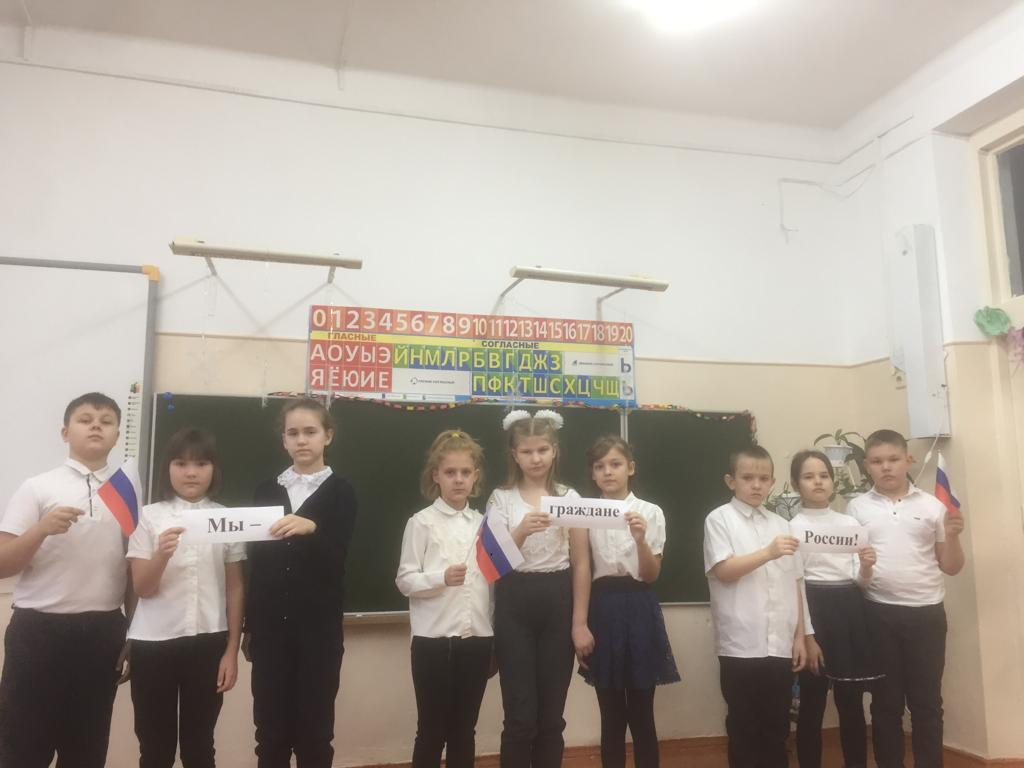 0 1 2 3 4 5 6 7 8 9 10 11 12 13 14 15 16 17 18 19 20
ГЛАСНЫЕ СОГЛАСНЫЕ
А О У Ы Э Й Н М Л Р Б В Г Д Ж З Ь
Я Ё Ю И Е П Ф К Т Ш С Х Ц Ч Щ Ъ
Мы –
граждане
России!